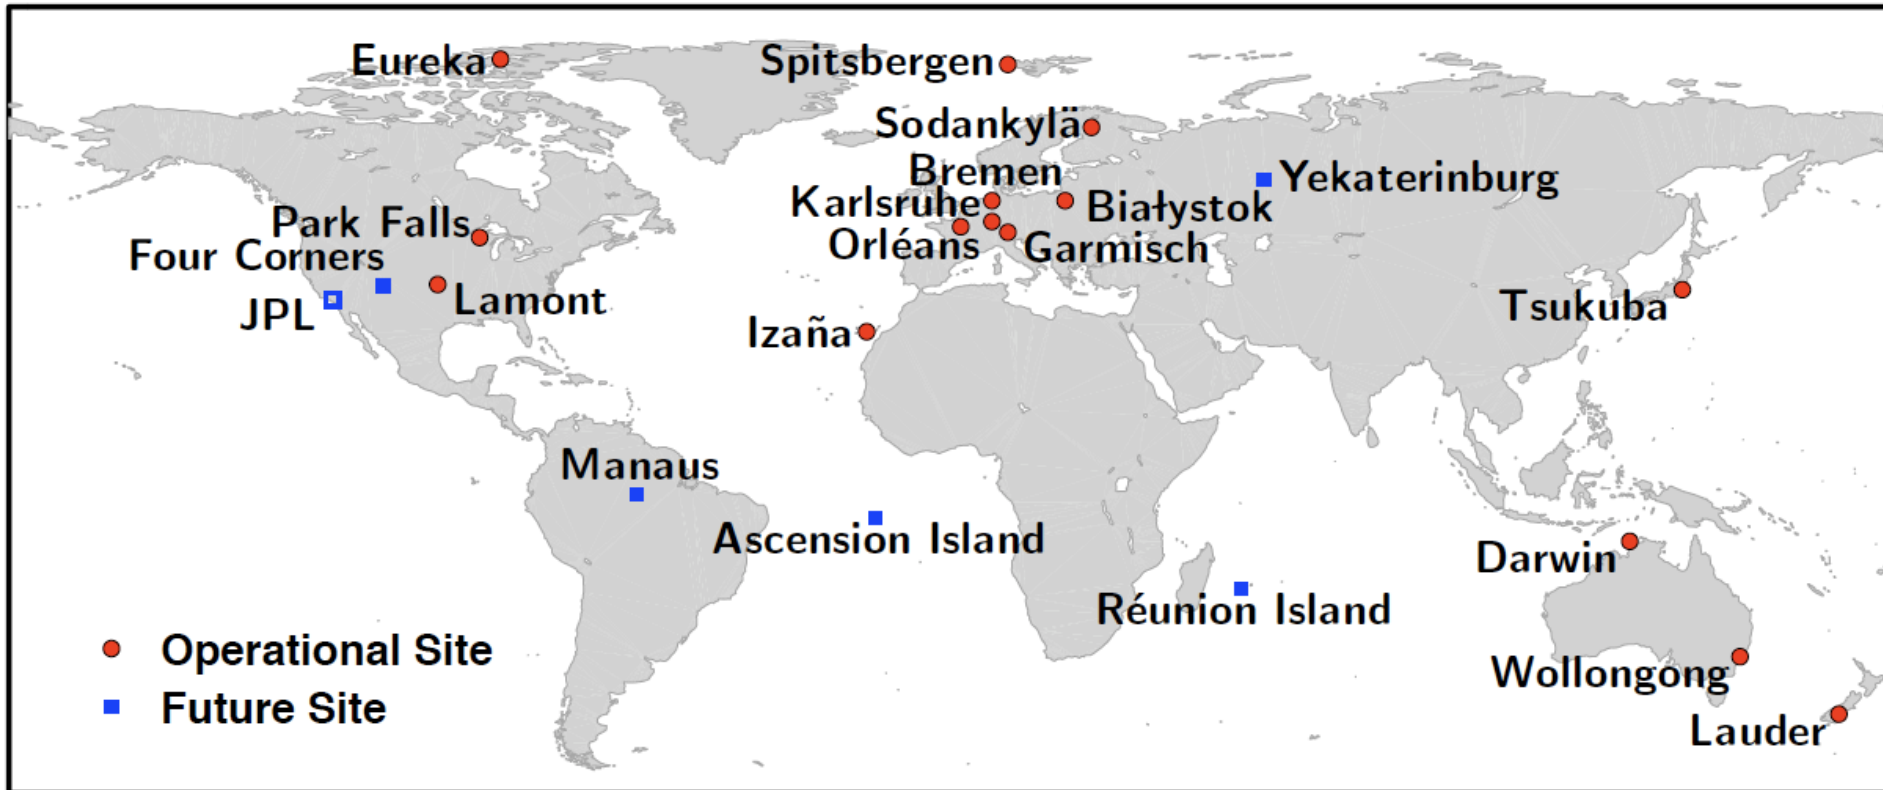 Eureka
Spitsbergen
Sodankylä
Bremen
Yekaterinburg
Karlsruhe
Białystok
Park Falls
Orléans
Garmisch
Four Corners
Lamont
JPL
Tsukuba
Izaña
Manaus
Ascension Island
Darwin
Réunion Island
Operational Site
Wollongong
Future Site
Lauder